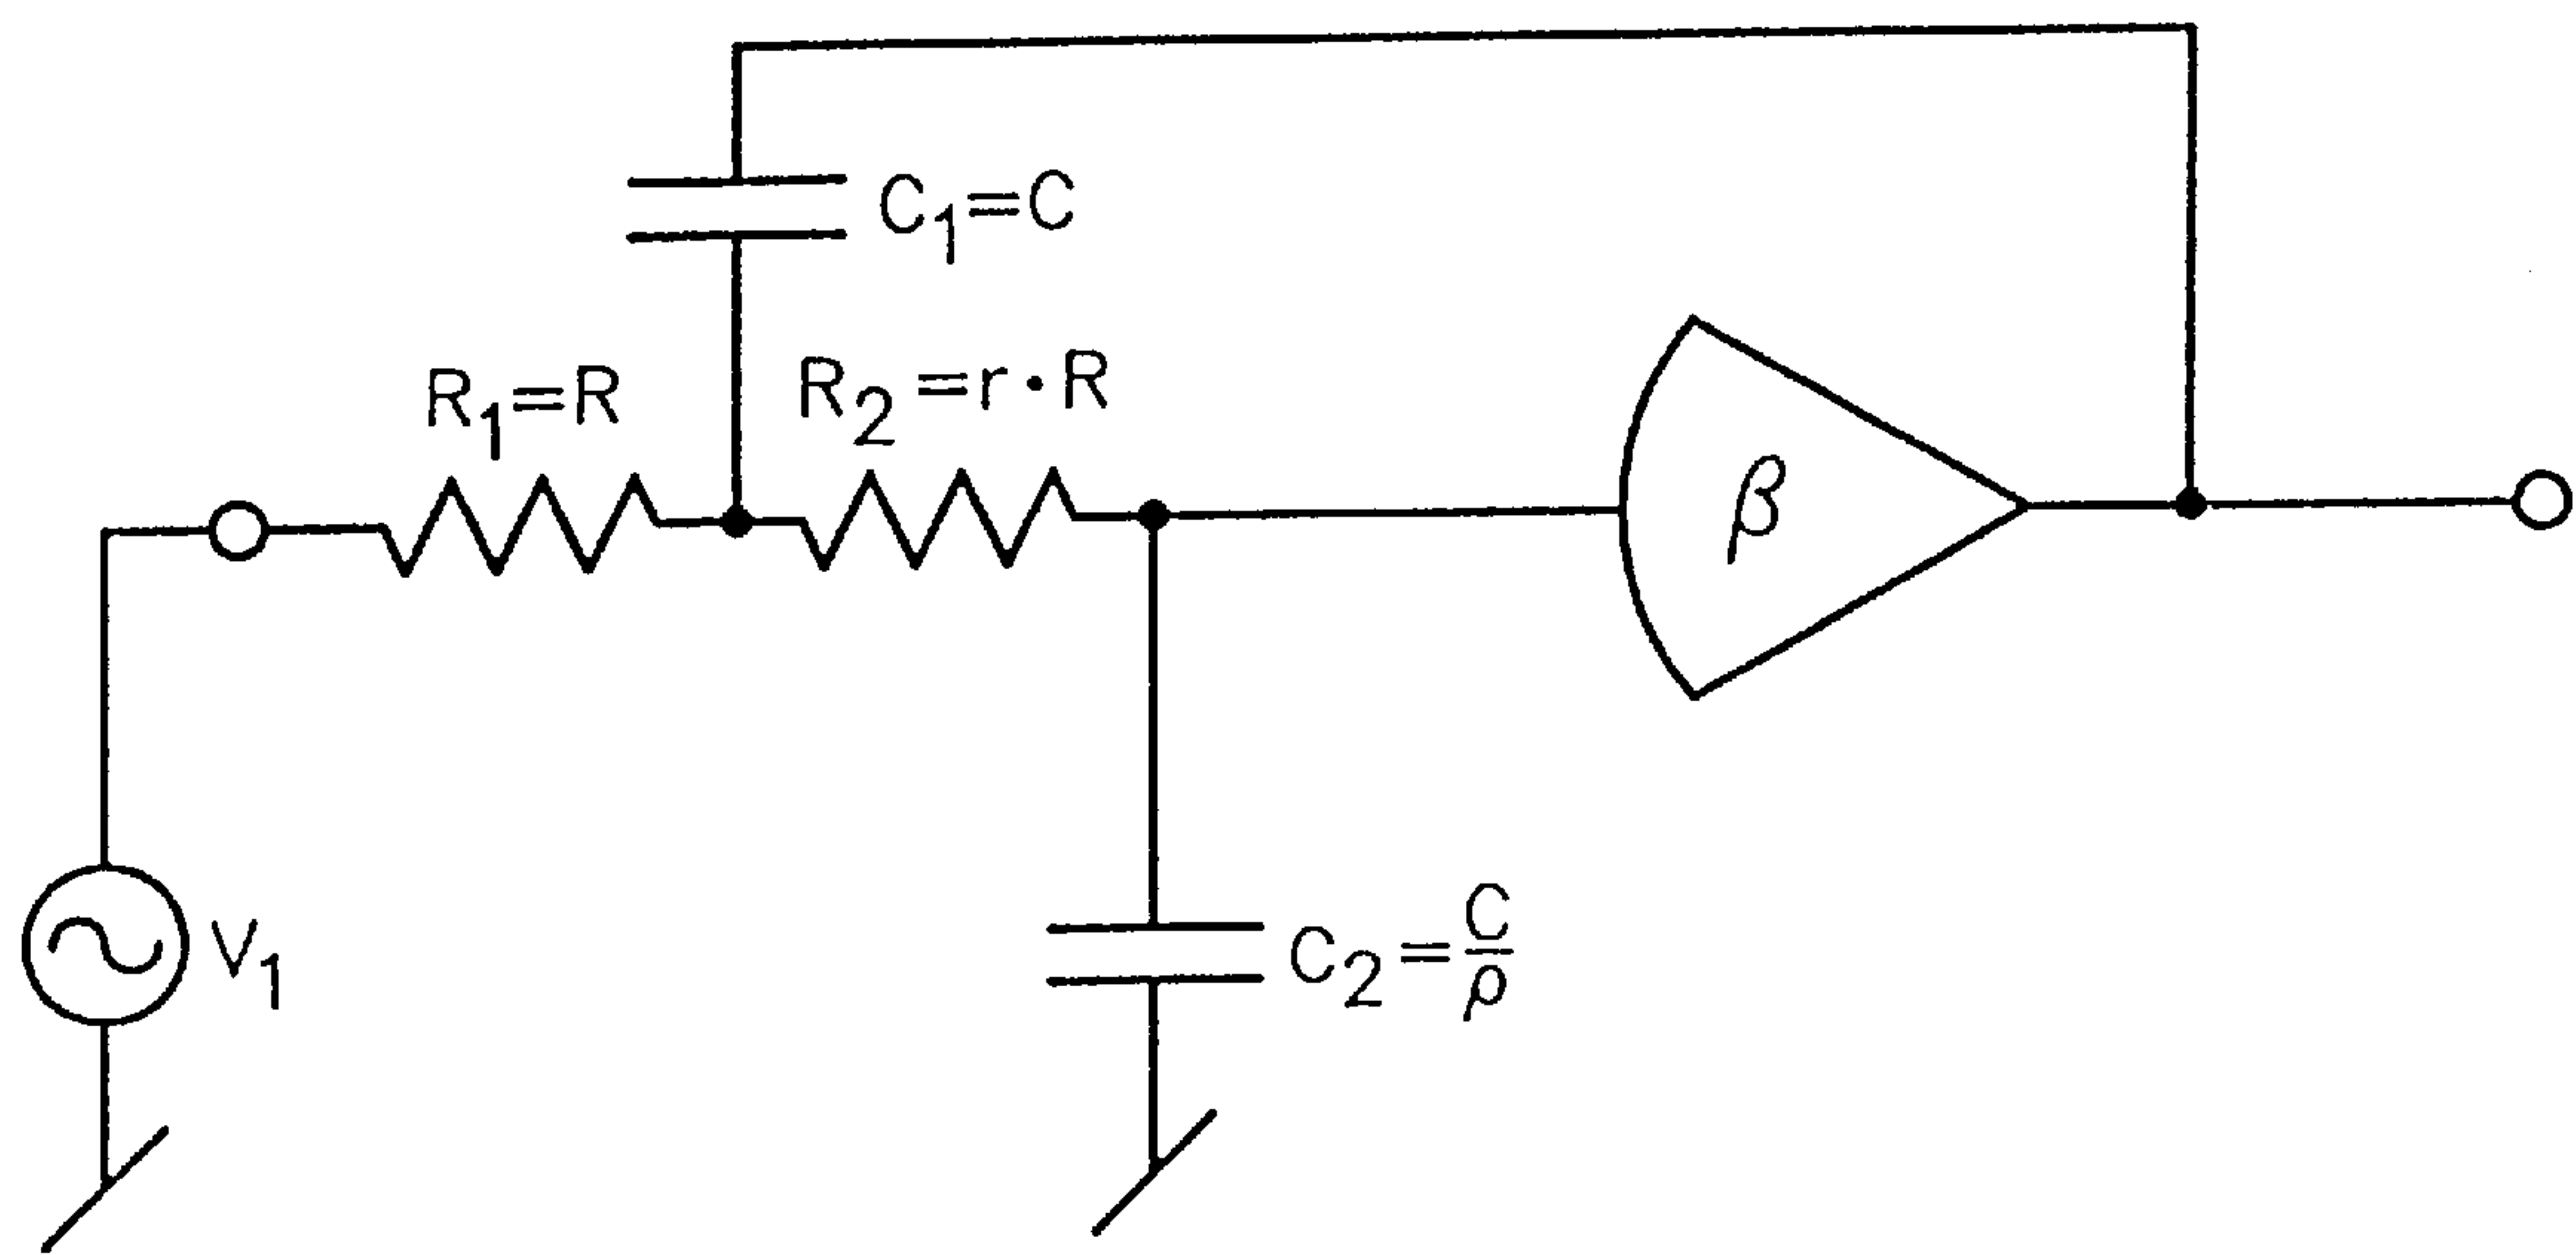 C₁=C
R₁=R
R₂=r·R
β
V₁
C₂=C/ρ